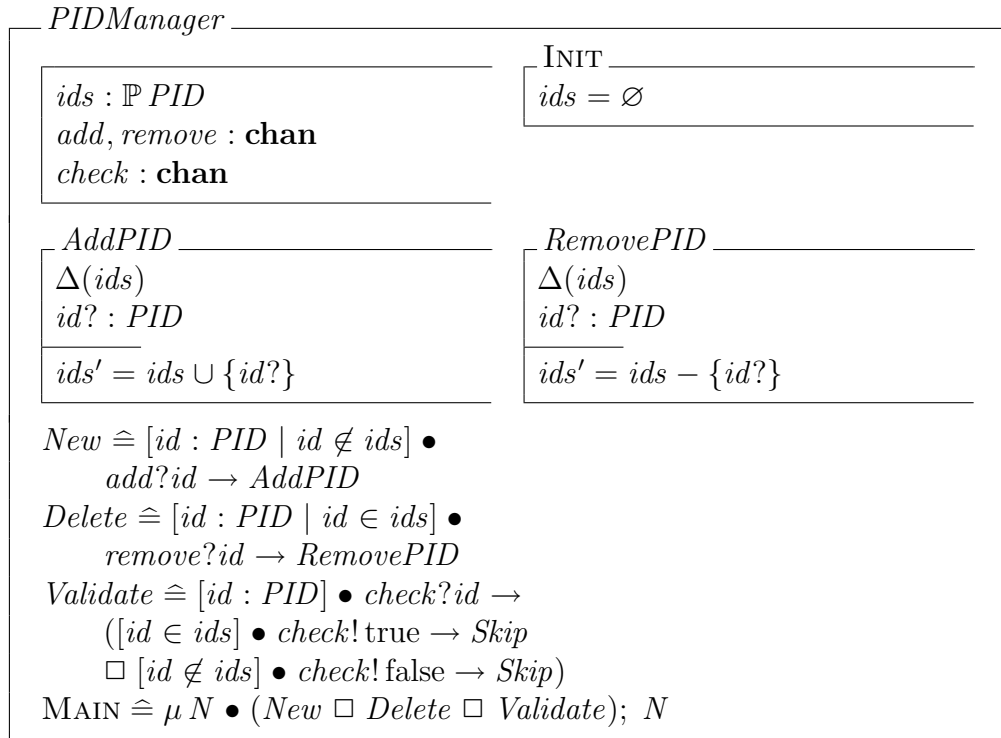 PIDManager
ids : ℙ PID
add, remove : chan
check : chan
INIT
ids = ∅
AddPID
Δ(ids)
id? : PID
ids′ = ids ∪ {id?}
RemovePID
Δ(ids)
id? : PID
ids′ = ids − {id?}
New ≙ [id : PID | id ∉ ids] •
add?id → AddPID
Delete ≙ [id : PID | id ∈ ids] •
remove?id → RemovePID
Validate ≙ [id : PID] • check?id →
([id ∈ ids] • check! true → Skip
□ [id ∉ ids] • check! false → Skip)
MAIN ≙ μ N • (New □ Delete □ Validate); N